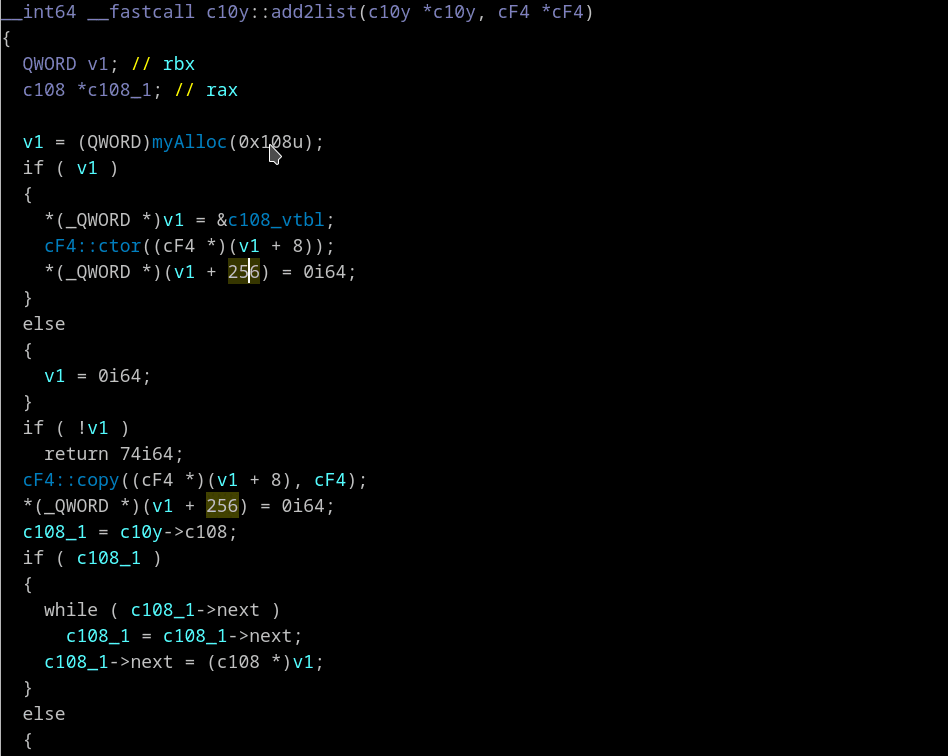 __int64 __fastcall c10y::add2list(c10y *c10y, cF4 *cF4)
{
  QWORD v1; // rbx
  c108 *c108_1; // rax

  v1 = (QWORD)myAlloc(0x108u);
  if ( v1 )
  {
    *(_QWORD *)v1 = &c108_vtbl;
    cF4::ctor((cF4 *)(v1 + 8));
    *(_QWORD *)(v1 + 256) = 0i64;
  }
  else
  {
    v1 = 0i64;
  }
  if ( !v1 )
    return 74i64;
  cF4::copy((cF4 *)(v1 + 8), cF4);
  *(_QWORD *)(v1 + 256) = 0i64;
  c108_1 = c10y->c108;
  if ( c108_1 )
  {
    while ( c108_1->next )
      c108_1 = c108_1->next;
    c108_1->next = (c108 *)v1;
  }
  else
  {